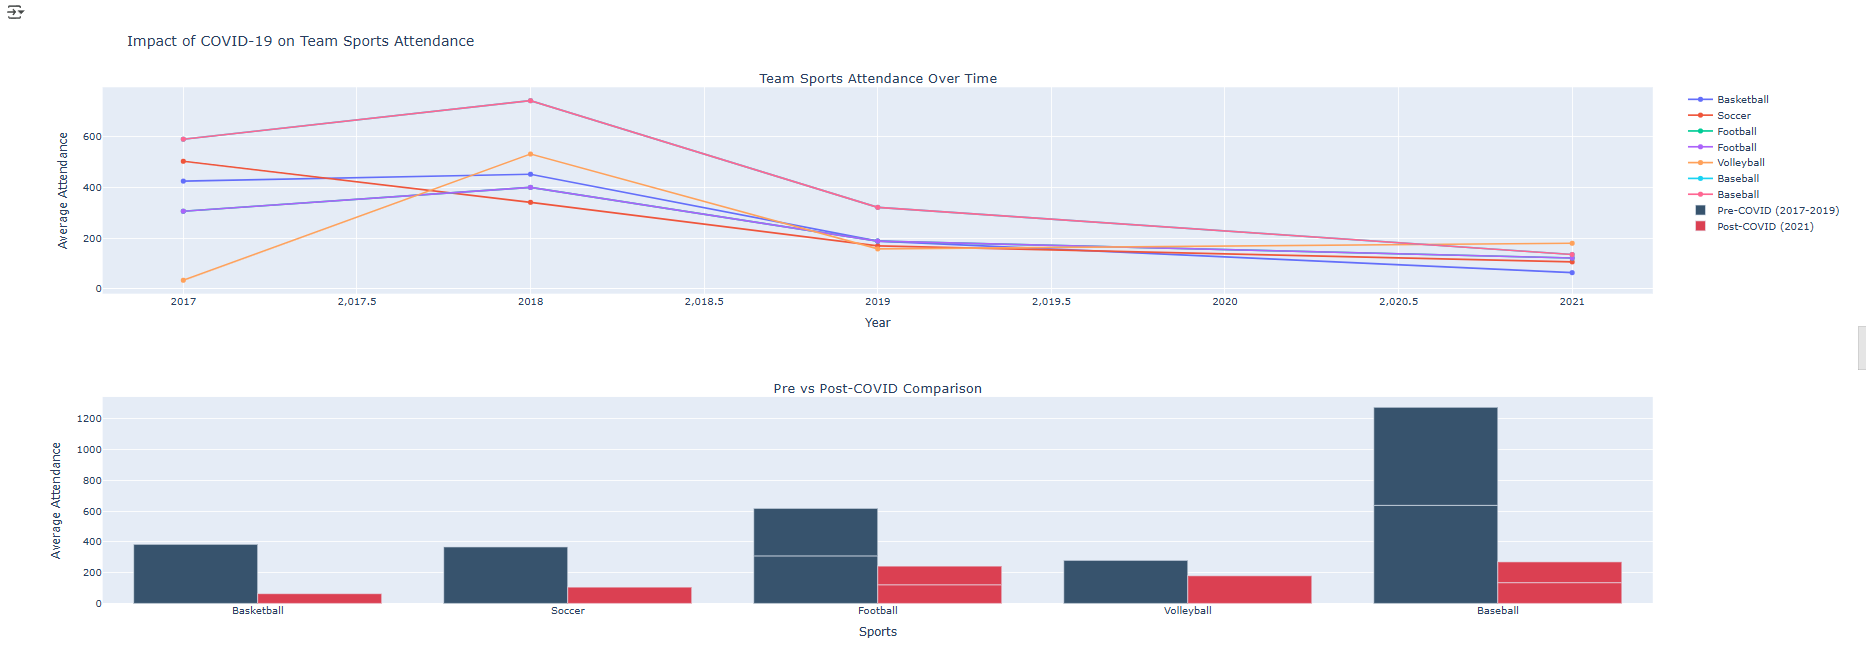 Impact of COVID-19 on Team Sports Attendance
Team Sports Attendance Over Time
Average Attendance
600
400
200
0
2017
2,017.5
2018
2,018.5
2019
2,019.5
2020
2,020.5
2021
Year
Basketball
Soccer
Football
Football
Volleyball
Baseball
Baseball
Pre-COVID (2017-2019)
Post-COVID (2021)
Pre vs Post-COVID Comparison
Average Attendance
1200
1000
800
600
400
200
0
Basketball
Soccer
Football
Volleyball
Baseball
Sports